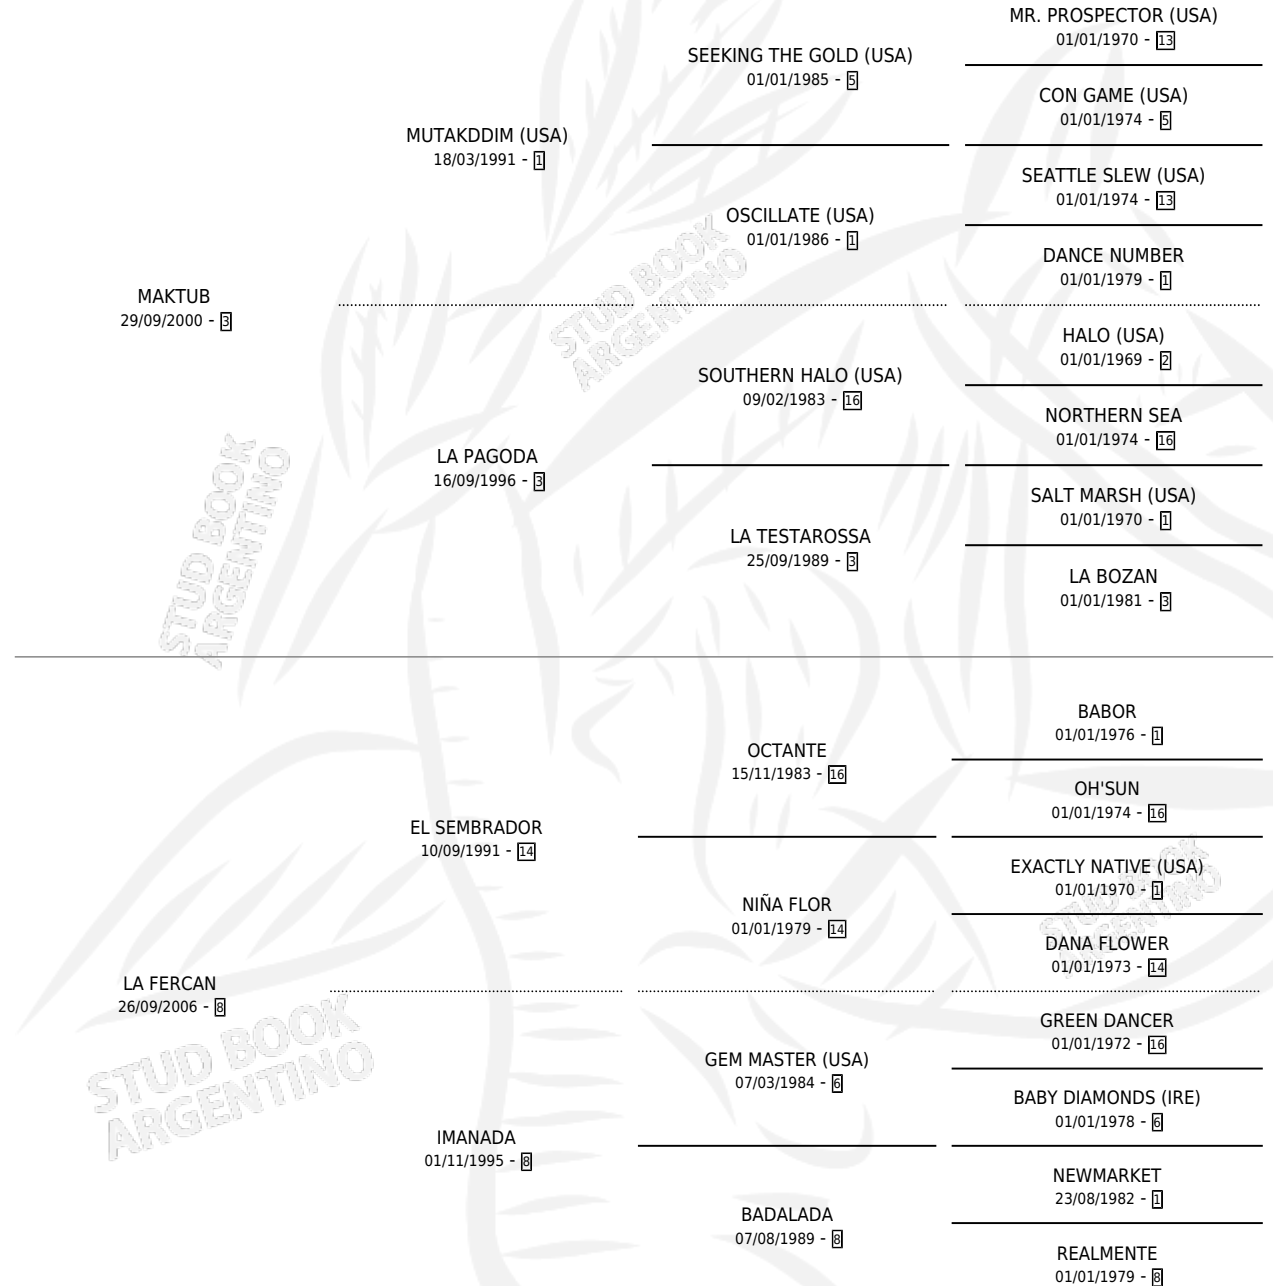 MR. PROSPECTOR (USA)
01/01/1970 - 13
SEEKING THE GOLD (USA)
01/01/1985 - 5
CON GAME (USA)
01/01/1974 - 5
MUTAKDDIM (USA)
18/03/1991 - 1
SEATTLE SLEW (USA)
01/01/1974 - 13
OSCILLATE (USA)
01/01/1986 - 1
DANCE NUMBER
01/01/1979 - 1
MAKTUB
29/09/2000 - 3
HALO (USA)
01/01/1969 - 2
SOUTHERN HALO (USA)
09/02/1983 - 16
NORTHERN SEA
01/01/1974 - 16
LA PAGODA
16/09/1996 - 3
SALT MARSH (USA)
01/01/1970 - 1
LA TESTAROSSA
25/09/1989 - 3
LA BOZAN
01/01/1981 - 3
BABOR
01/01/1976 - 1
OCTANTE
15/11/1983 - 16
OH'SUN
01/01/1974 - 16
EL SEMBRADOR
10/09/1991 - 14
EXACTLY NATIVE (USA)
01/01/1970 - 1
NIÑA FLOR
01/01/1979 - 14
DANA FLOWER
01/01/1973 - 14
LA FERCAN
26/09/2006 - 8
GREEN DANCER
01/01/1972 - 16
GEM MASTER (USA)
07/03/1984 - 6
BABY DIAMONDS (IRE)
01/01/1978 - 6
IMANADA
01/11/1995 - 8
NEWMARKET
23/08/1982 - 1
BADALADA
07/08/1989 - 8
REALMENTE
01/01/1979 - 8
STUD BOOK
ARGENTINO
STUD BOOK
ARGENTINO
STUD BOOK
ARGENTINO
STUD BOOK
ARGENTINO